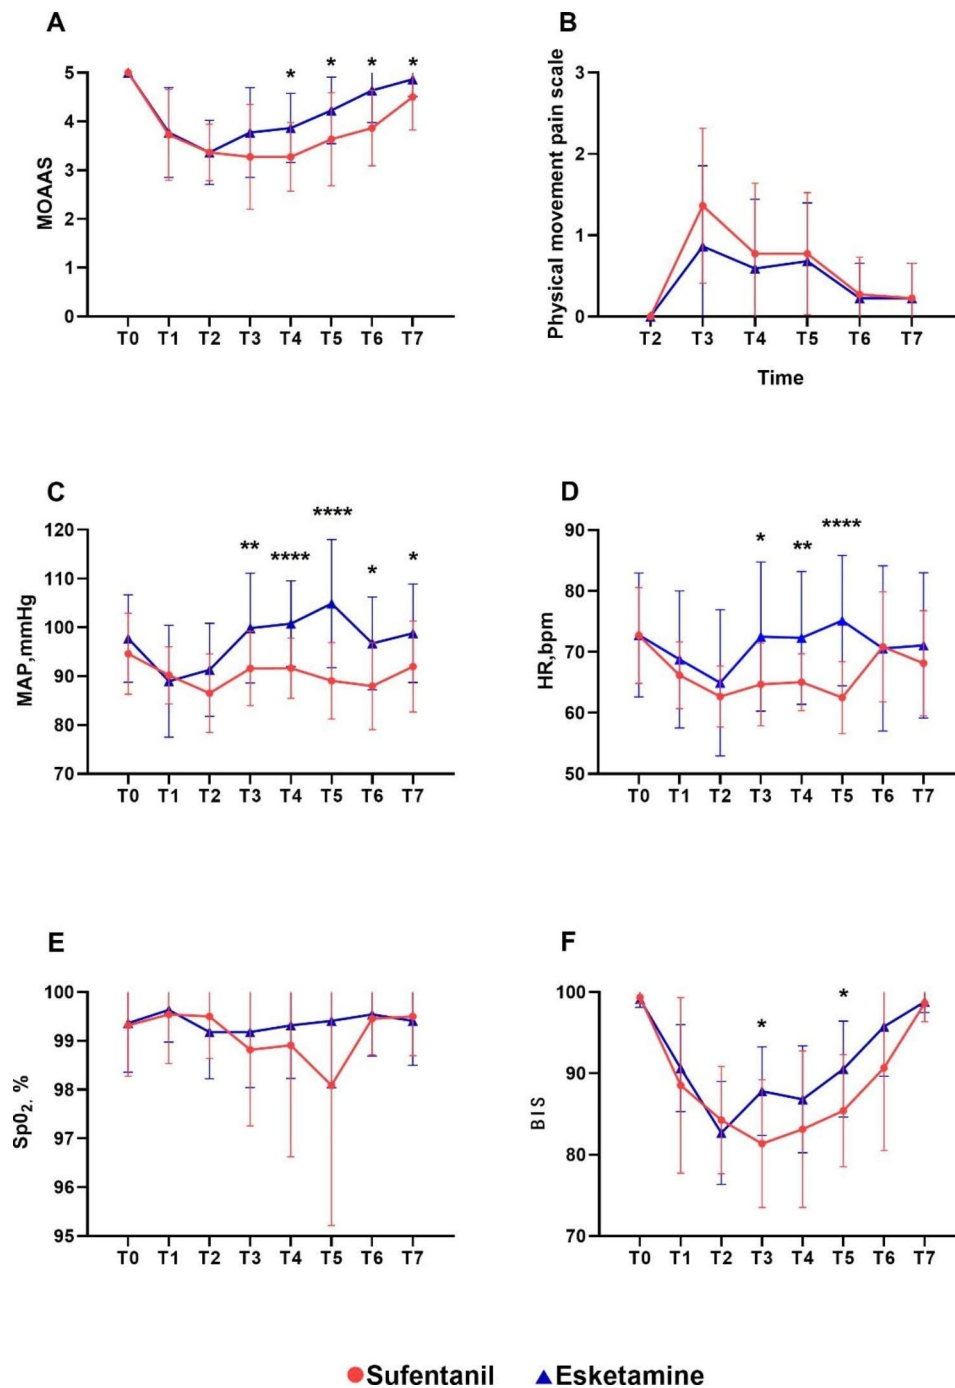 A
MOAAS
5
4
3
2
1
0
* * * *
T0 T1 T2 T3 T4 T5 T6 T7
B
Physical movement pain scale
3
2
1
0
T2 T3 T4 T5 T6 T7
Time
C
MAP,mmHg
120
110
100
90
80
70
** **** **** * *
T0 T1 T2 T3 T4 T5 T6 T7
D
HR,bpm
90
80
70
60
50
* ** ****
T0 T1 T2 T3 T4 T5 T6 T7
E
Sp0₂. %
100
99
98
97
96
95
T0 T1 T2 T3 T4 T5 T6 T7
F
BIS
100
90
80
70
* *
T0 T1 T2 T3 T4 T5 T6 T7
Sufentanil Esketamine